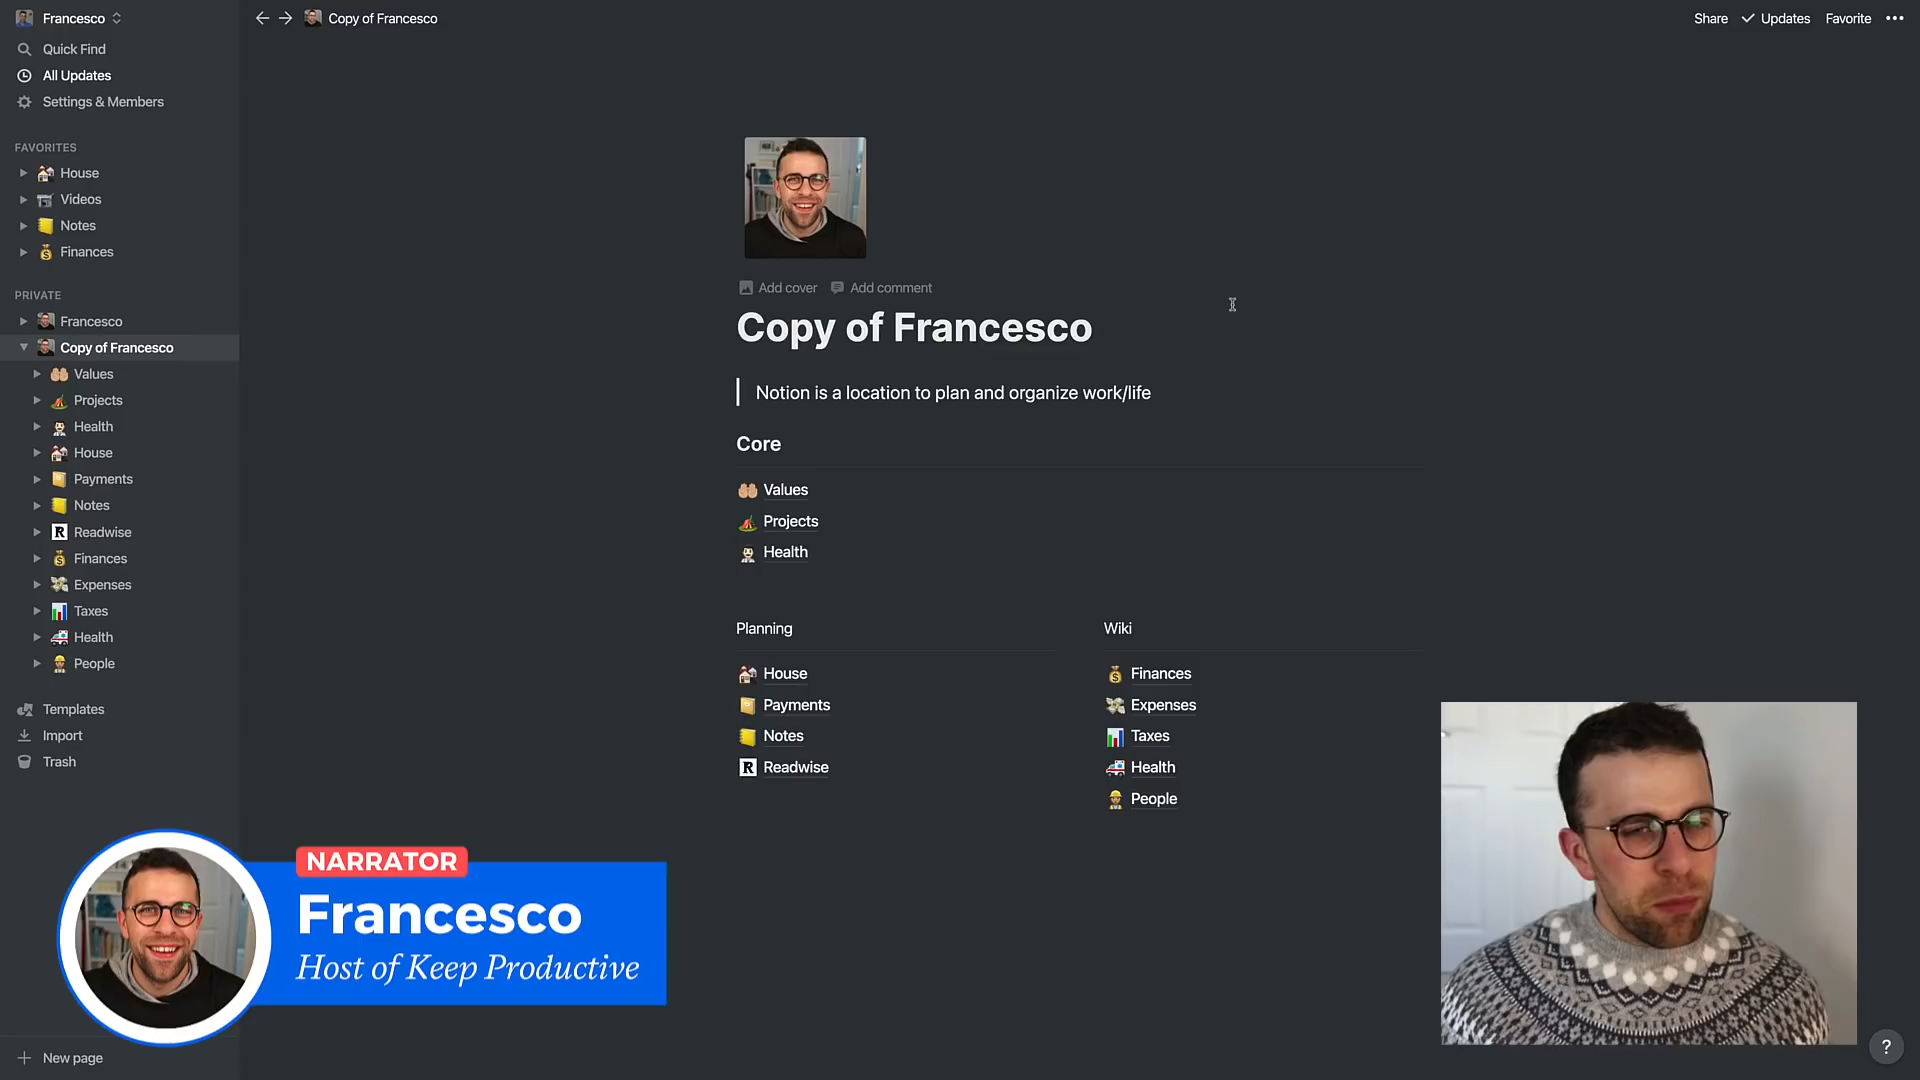 Francesco
Quick Find
All Updates
Settings & Members
FAVORITES
House
Videos
Notes
Finances
PRIVATE
Francesco
Copy of Francesco
Values
Projects
Health
House
Payments
Notes
R Readwise
Finances
Expenses
Taxes
Health
People
Templates
Import
Trash
New page
Copy of Francesco
Share
Updates
Favorite
Add cover
Add comment
Copy of Francesco
Notion is a location to plan and organize work/life
Core
Values
Projects
Health
Planning
House
Payments
Notes
R Readwise
Wiki
Finances
Expenses
Taxes
Health
People
NARRATOR
Francesco
Host of Keep Productive
?